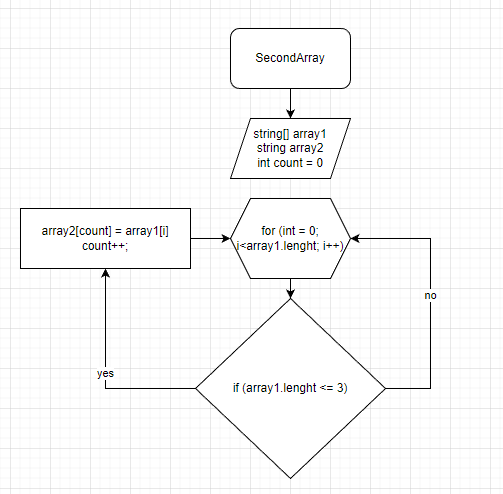 SecondArray
string[] array1
string array2
int count = 0
array2[count] = array1[i]
count++;
for (int = 0;
i<array1.lenght; i++)
no
yes
if (array1.lenght <= 3)